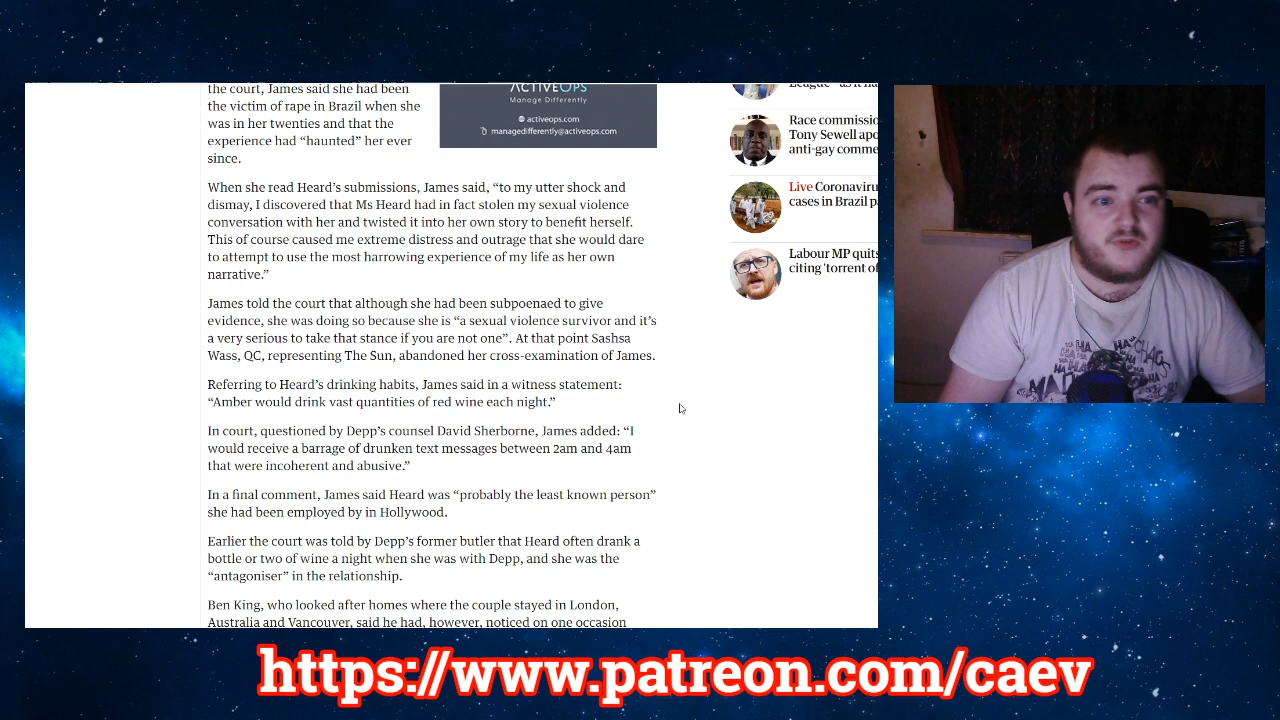 the court, James said she had been
the victim of rape in Brazil when she
was in her twenties and that the
experience had “haunted” her ever
since.
ACTIVEOPS
Manage Differently
activeops.com
managedifferently@activeops.com
When she read Heard’s submissions, James said, “to my utter shock and
dismay, I discovered that Ms Heard had in fact stolen my sexual violence
conversation with her and twisted it into her own story to benefit herself.
This of course caused me extreme distress and outrage that she would dare
to attempt to use the most harrowing experience of my life as her own
narrative.”
James told the court that although she had been subpoenaed to give
evidence, she was doing so because she is “a sexual violence survivor and it’s
a very serious to take that stance if you are not one”. At that point Sashsa
Wass, QC, representing The Sun, abandoned her cross-examination of James.
Referring to Heard’s drinking habits, James said in a witness statement:
“Amber would drink vast quantities of red wine each night.”
In court, questioned by Depp’s counsel David Sherborne, James added: “I
would receive a barrage of drunken text messages between 2am and 4am
that were incoherent and abusive.”
In a final comment, James said Heard was “probably the least known person”
she had been employed by in Hollywood.
Earlier the court was told by Depp’s former butler that Heard often drank a
bottle or two of wine a night when she was with Depp, and she was the
“antagoniser” in the relationship.
Ben King, who looked after homes where the couple stayed in London,
Australia and Vancouver, said he had, however, noticed on one occasion
Race commissio
Tony Sewell apo
anti-gay comme
Live Coronaviru
cases in Brazil p
Labour MP quits
citing ‘torrent of
HA HA
CHAOS
HA
MAT
https://www.patreon.com/caev